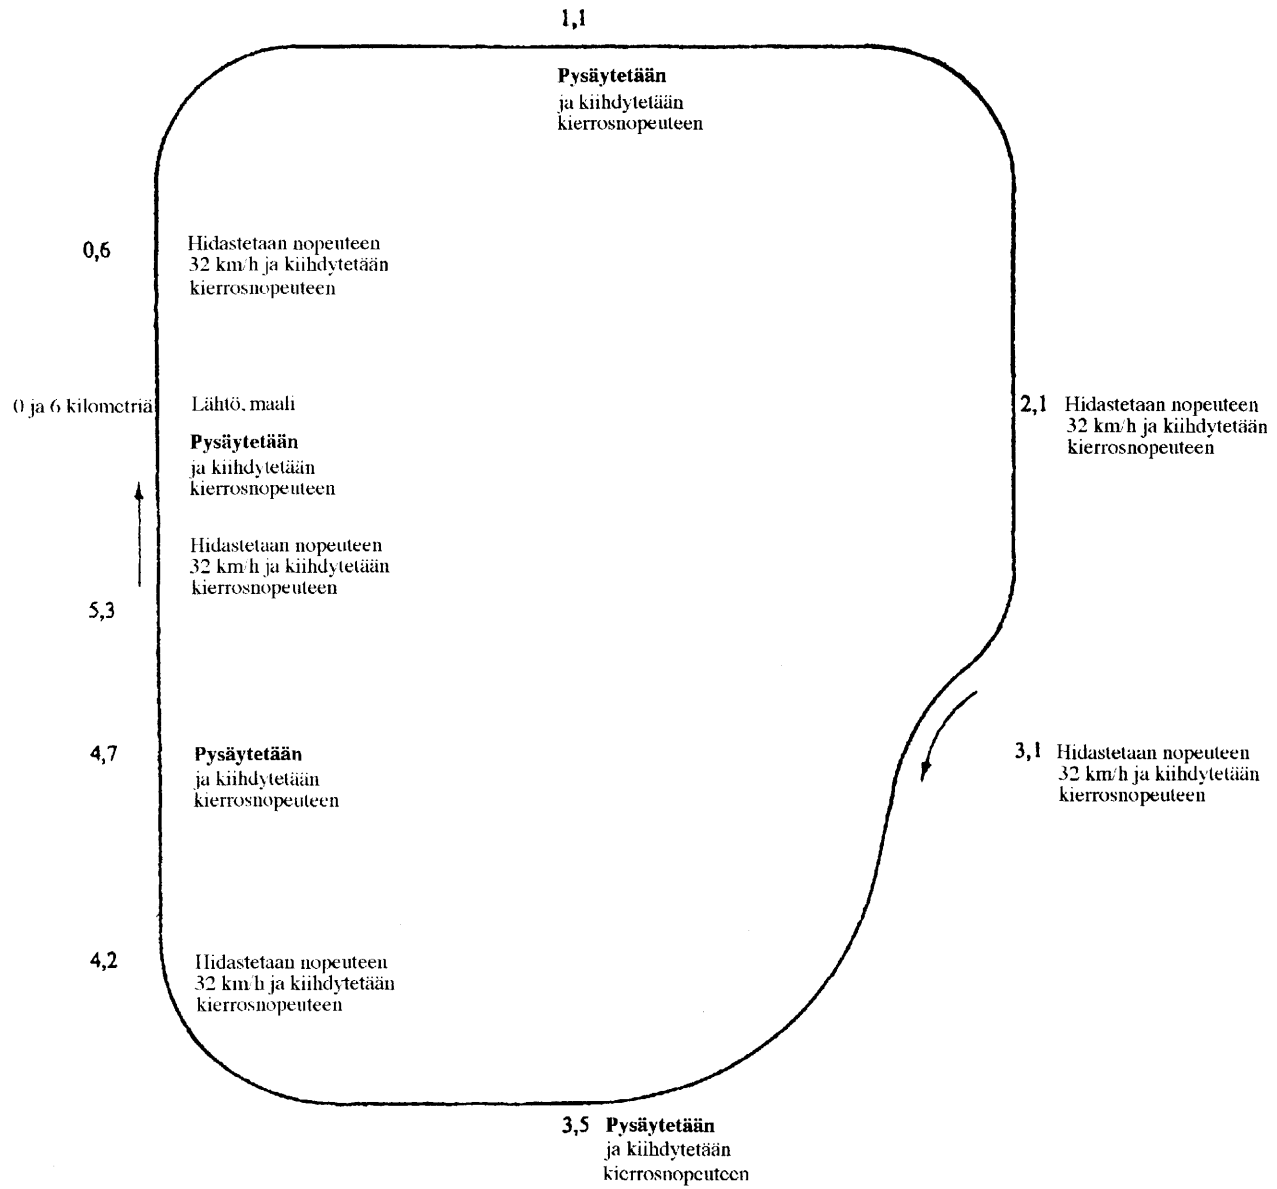 1,1
Pysäytetään
ja kiihdytetään
kierrosnopeuteen
0,6
Hidastetaan nopeuteen
32 km/h ja kiihdytetään
kierrosnopeuteen
0 ja 6 kilometriä
Lähtö, maali
Pysäytetään
ja kiihdytetään
kierrosnopeuteen
2,1 Hidastetaan nopeuteen
32 km/h ja kiihdytetään
kierrosnopeuteen
Hidastetaan nopeuteen
32 km/h ja kiihdytetään
kierrosnopeuteen
5,3
4,7
Pysäytetään
ja kiihdytetään
kierrosnopeuteen
3,1 Hidastetaan nopeuteen
32 km/h ja kiihdytetään
kierrosnopeuteen
4,2
Hidastetaan nopeuteen
32 km/h ja kiihdytetään
kierrosnopeuteen
3,5 Pysäytetään
ja kiihdytetään
kierrosnopeuteen